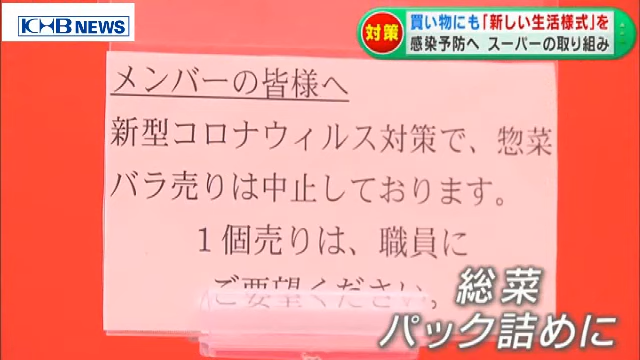 KHB NEWS
対策
買い物にも「新しい生活様式」を
感染予防へ スーパーの取り組み
メンバーの皆様へ
新型コロナウィルス対策で、惣菜
バラ売りは中止しております。
１個売りは、職員に
ご要望ください。
総菜
パック詰めに